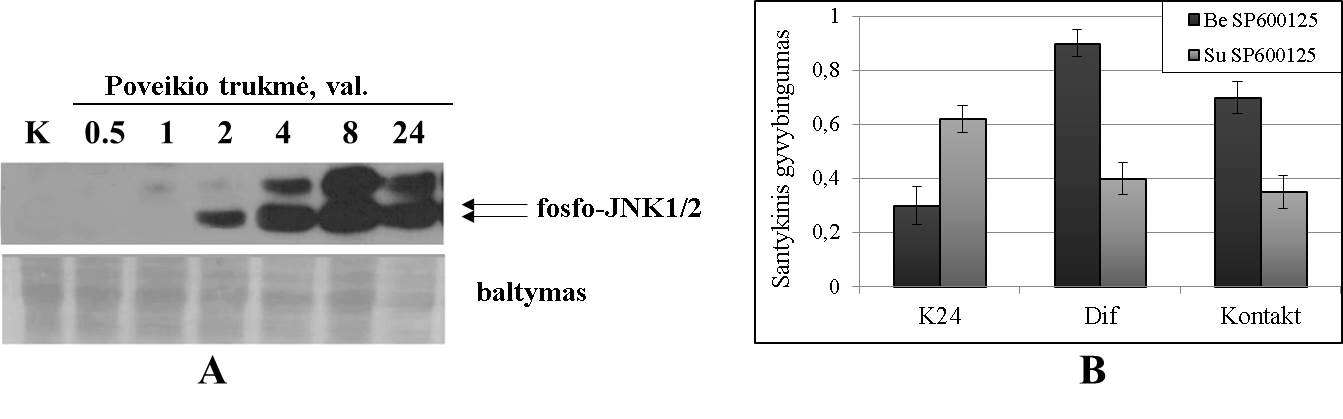 Poveikio trukmė, val.
K 0.5 1 2 4 8 24
fosfo-JNK1/2
baltymas
A
Santykinis gyvybingumas
1
0,8
0,6
0,4
0,2
0
Be SP600125
Su SP600125
K24 Dif Kontakt
B